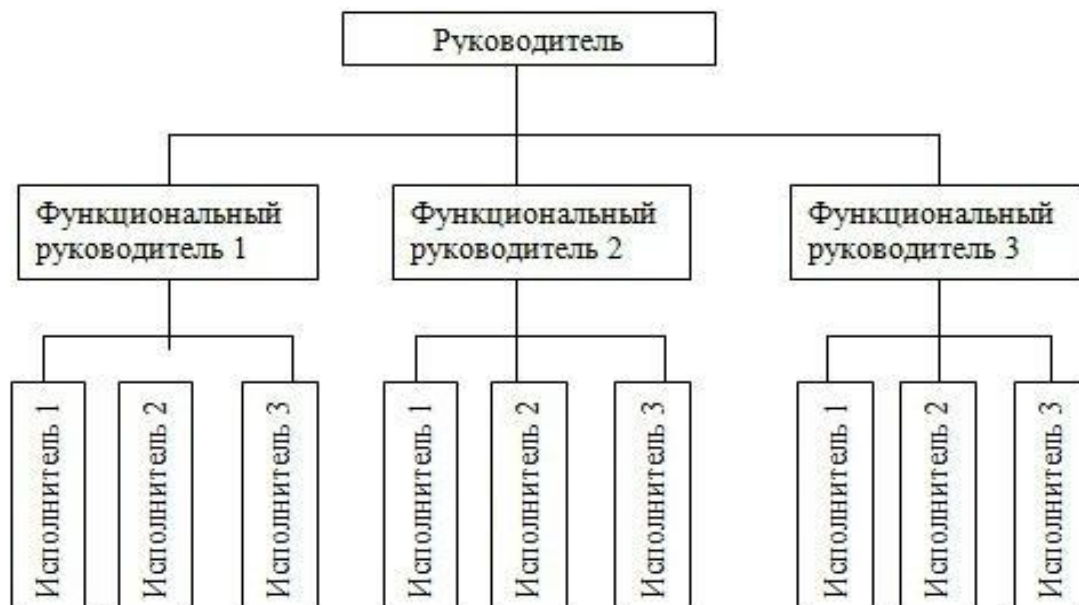 Руководитель
Функциональный
руководитель 1
Функциональный
руководитель 2
Функциональный
руководитель 3
Исполнитель 1
Исполнитель 2
Исполнитель 3
Исполнитель 1
Исполнитель 2
Исполнитель 3
Исполнитель 1
Исполнитель 2
Исполнитель 3